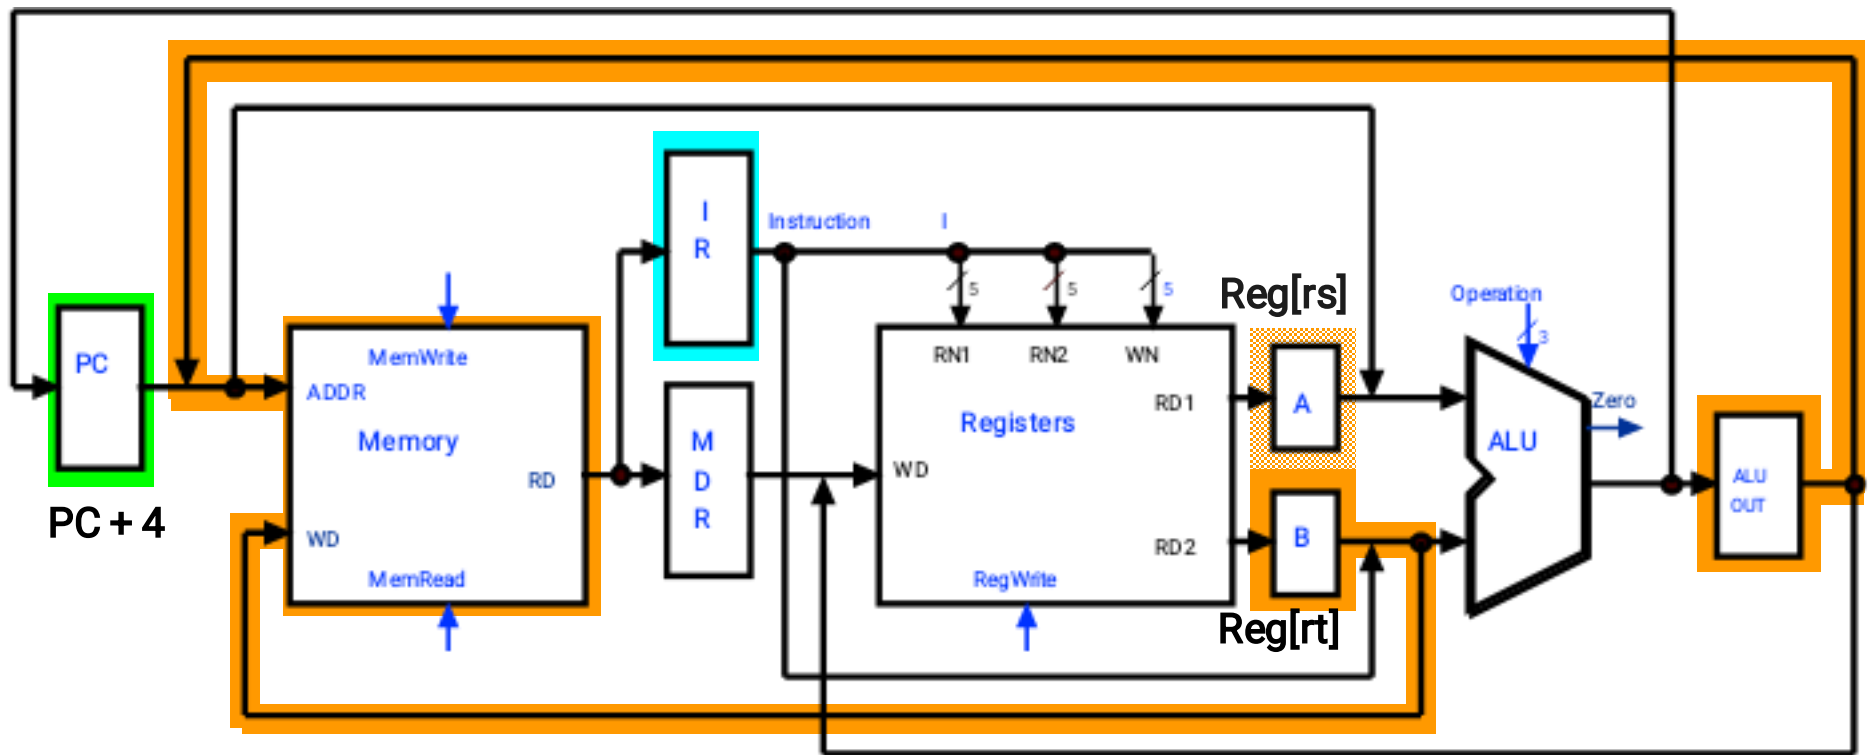 I
R
Instruction I
5
5
5
Reg[rs]
Operation
3
PC
MemWrite
ADDR
Memory
RD
WD
MemRead
PC + 4
M
D
R
RN1 RN2 WN
RD1
Registers
WD
RD2
RegWrite
A
B
Reg[rt]
ALU
Zero
ALU
OUT